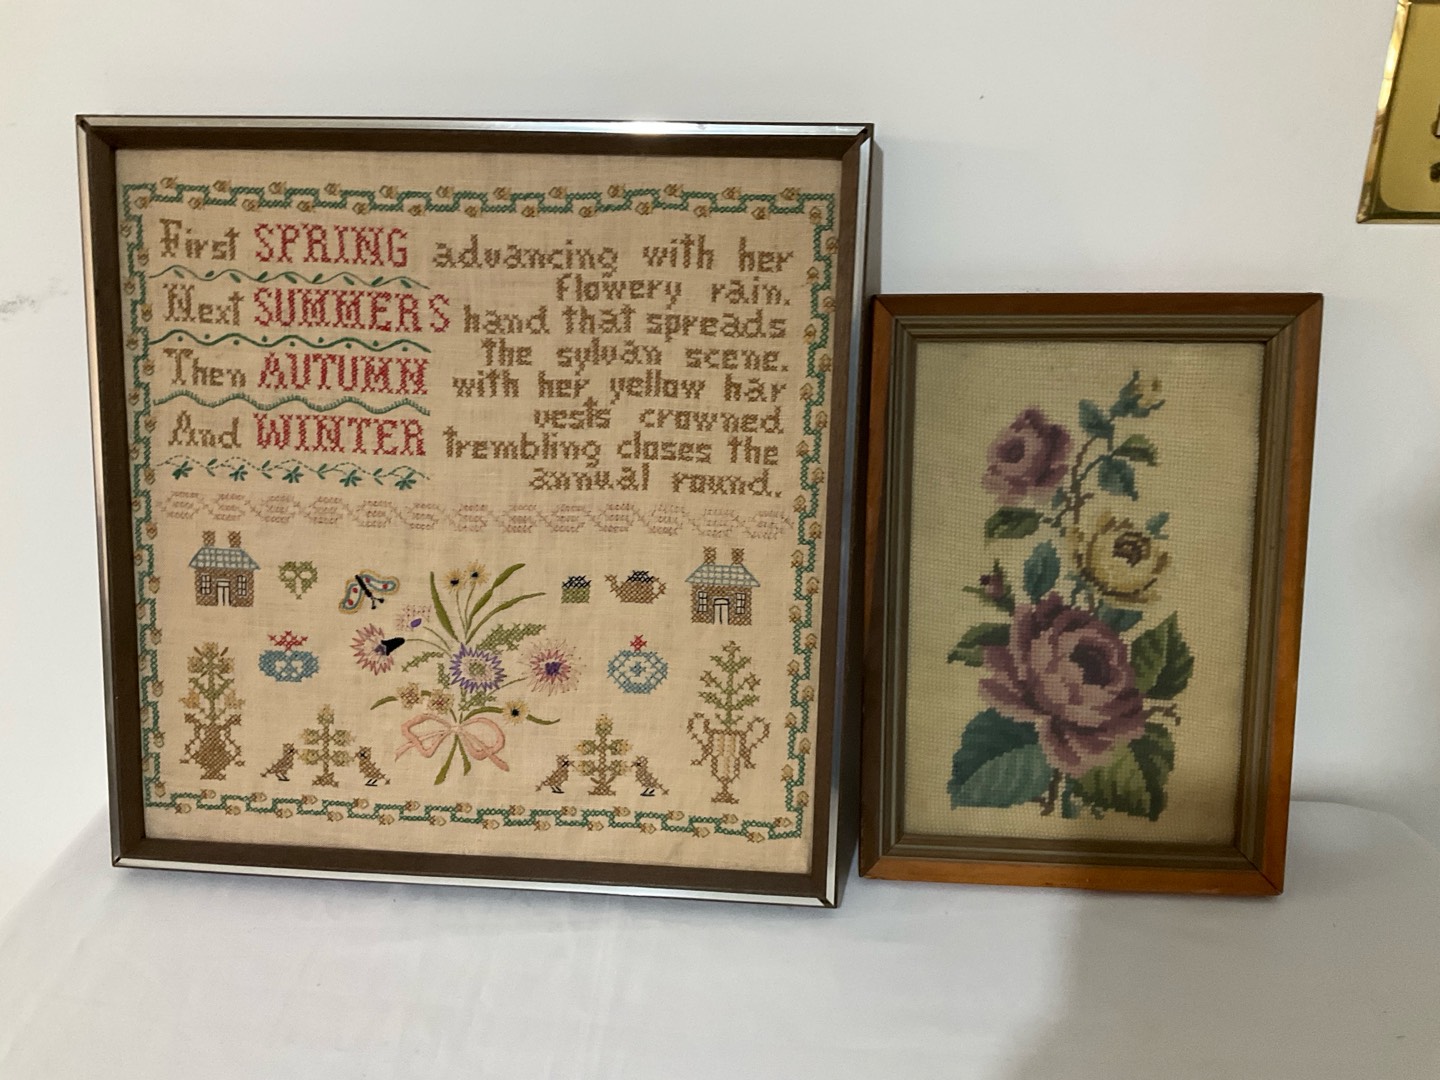 First SPRING advancing with her
flowery rain.
Next SUMMERS hand that spreads
the sylvan scene.
Then AUTUMN with her yellow har
vests crowned
And WINTER trembling closes the
annual round.